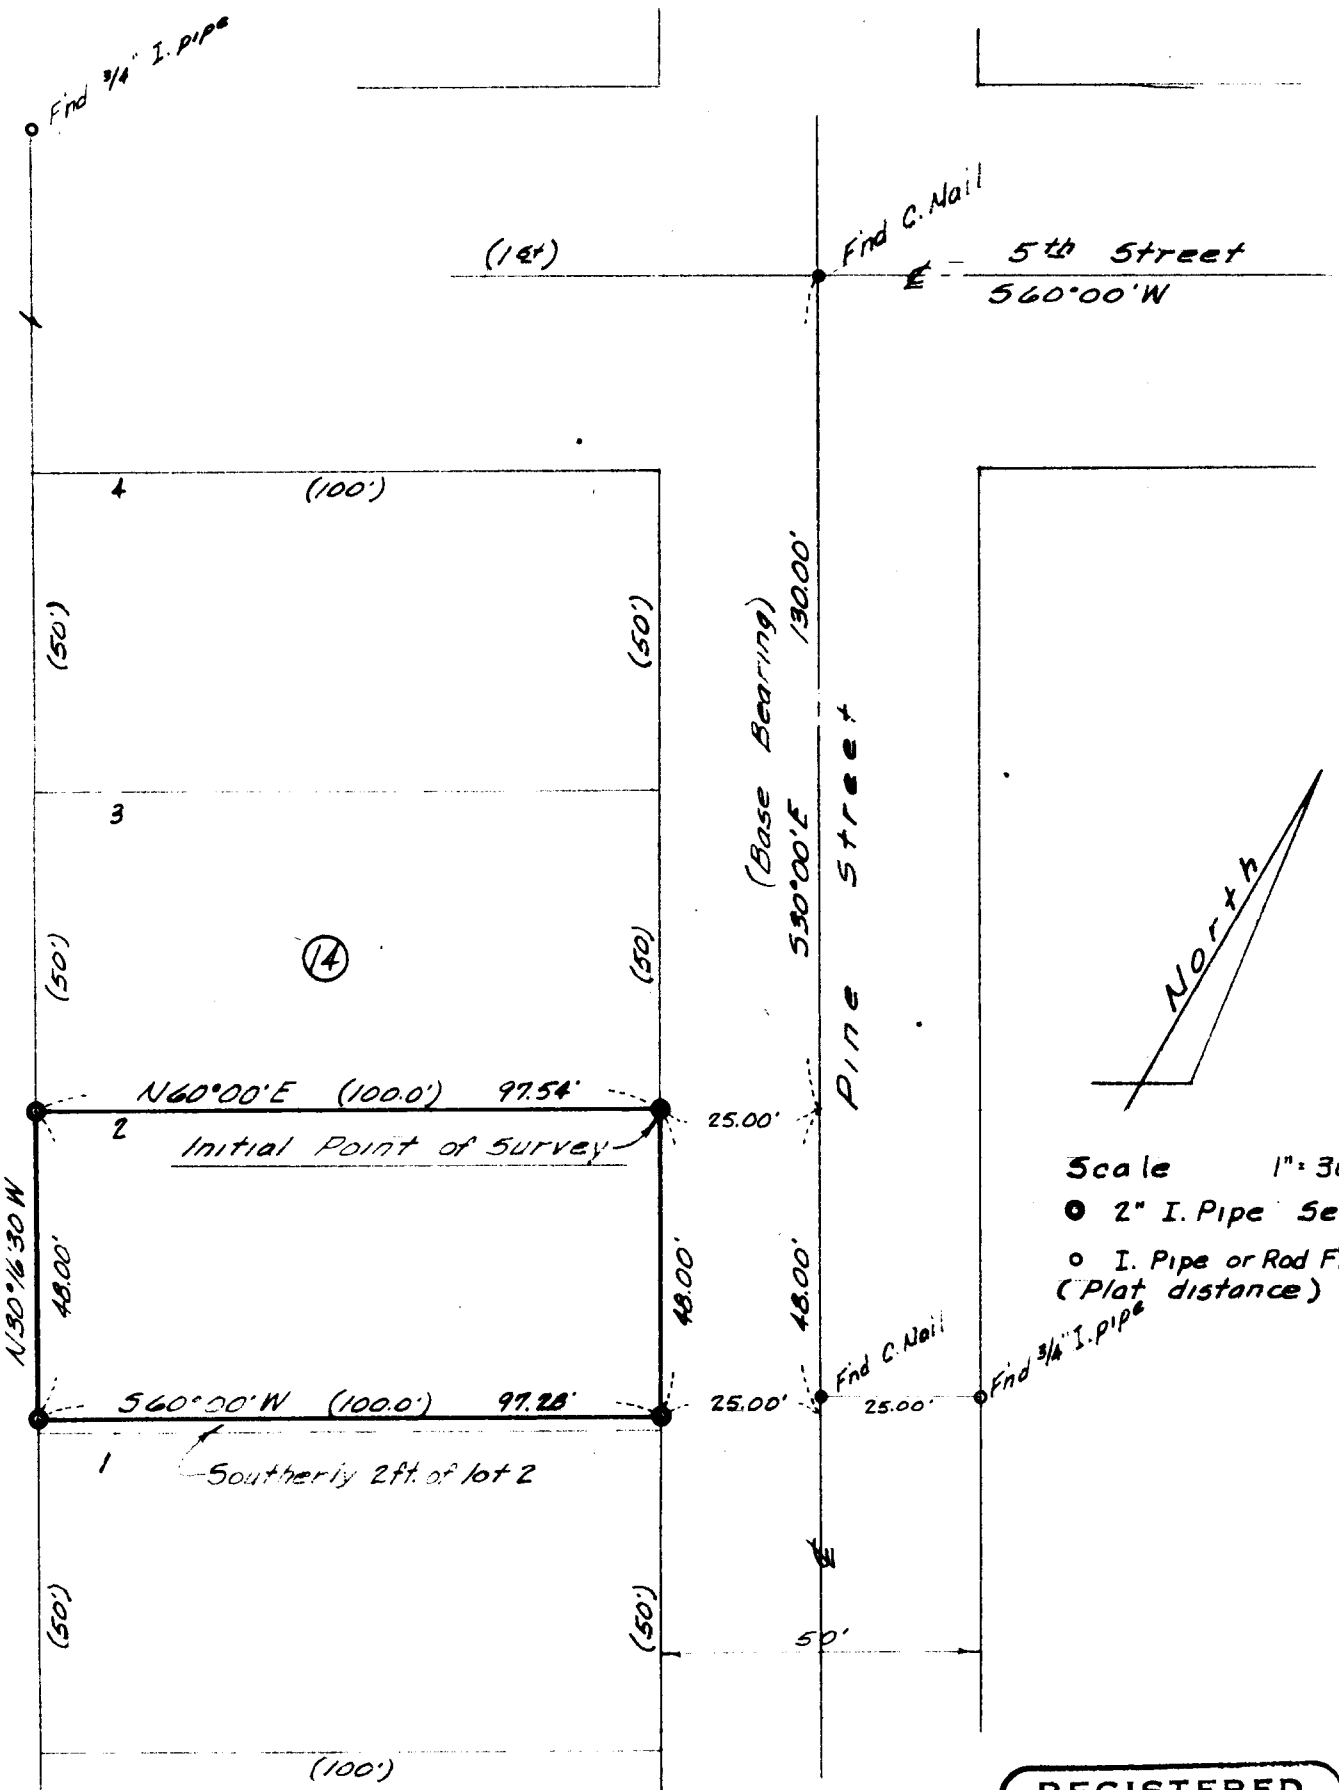 Fnd 3/4" I. pipe
Fnd C. Nail
(1st)
℄ 5th Street
S60°00'W
4
(100')
(50')
(50')
130.00'
(Base Bearing)
S30°00'E
Pine Street
3
(50')
(50)
14
North
N60°00'E (100.0') 97.54'
25.00'
2
Initial Point of Survey
Scale 1"=
2" I. Pipe
I. Pipe or Rod
(Plat distance)
N30°16'30W
48.00'
48.00'
48.00'
Fnd C. Nail
Fnd 3/4" I. pipe
S60°00'W (100.0') 97.28'
25.00'
25.00'
1
Southerly 2ft. of lot 2
℄
(50')
(50')
50'
(100')
REGISTERED